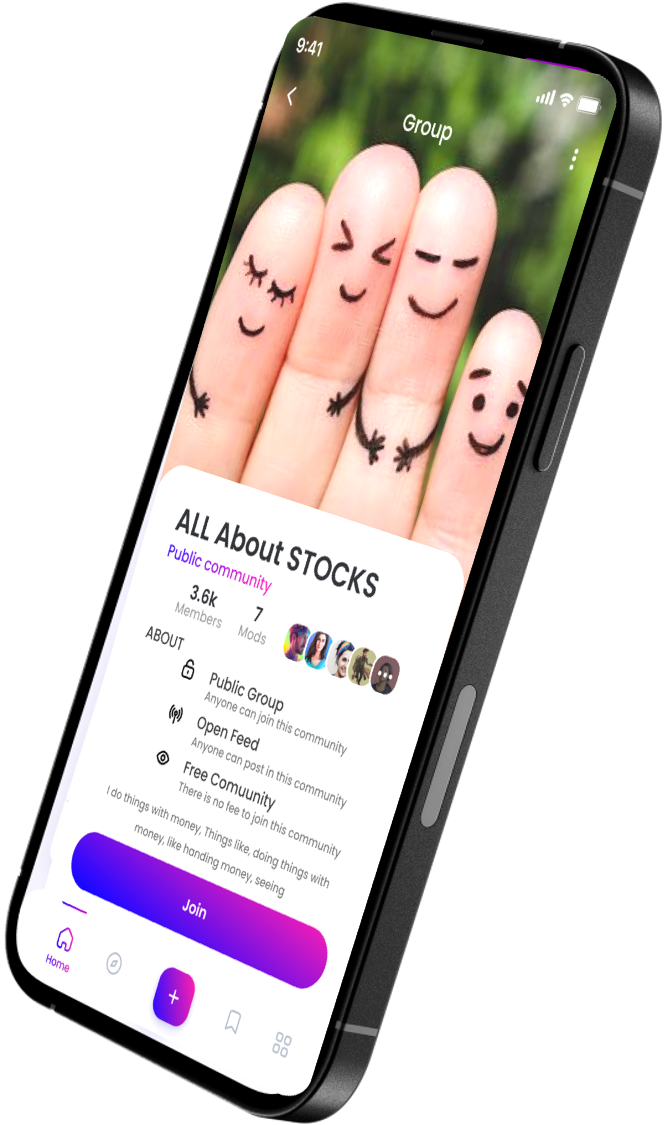 9:41
Group
ALL About STOCKS
Public community
3.6k
Members
7
Mods
ABOUT
Public Group
Anyone can join this community
Open Feed
Anyone can post in this community
Free Comuunity
There is no fee to join this community
I do things with money, Things like, doing things with
money, like handing money, seeing
Join
Home